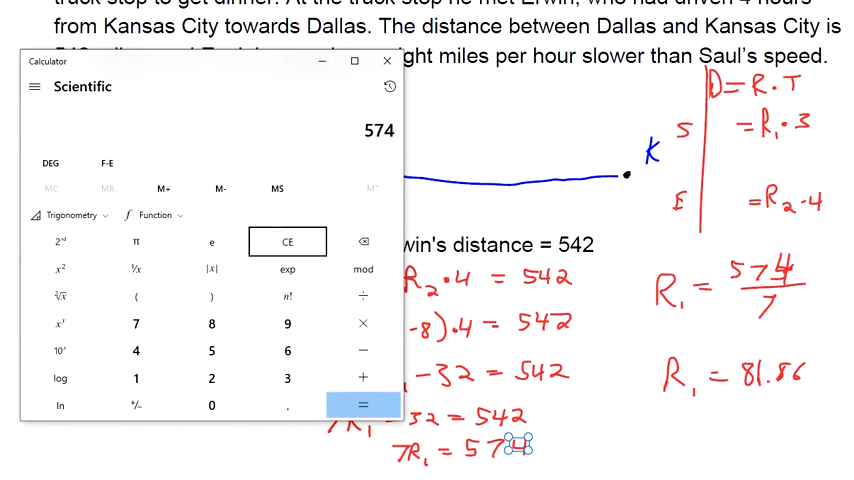 truck stop to get dinner. At the truck stop he met Erwin, who had driven 4 hours
from Kansas City towards Dallas. The distance between Dallas and Kansas City is
ght miles per hour slower than Saul's speed.
Calculator
Scientific
574
DEG F-E
MC MR M+ M- MS M˅
Trigonometry Function
2ⁿᵈ π e CE
x² ¹/x |x| exp mod
²√x ( ) n! ÷
xʸ 7 8 9 ×
10ˣ 4 5 6 −
log 1 2 3 +
ln +/- 0 . =
K
D = R · T
S = R₁ · 3
E = R₂ · 4
win's distance = 542
R₂ · 4 = 542
-8) · 4 = 542
- 32 = 542
7R₁ - 32 = 542
7R₁ = 574
R₁ = 574/7
R₁ = 81.86